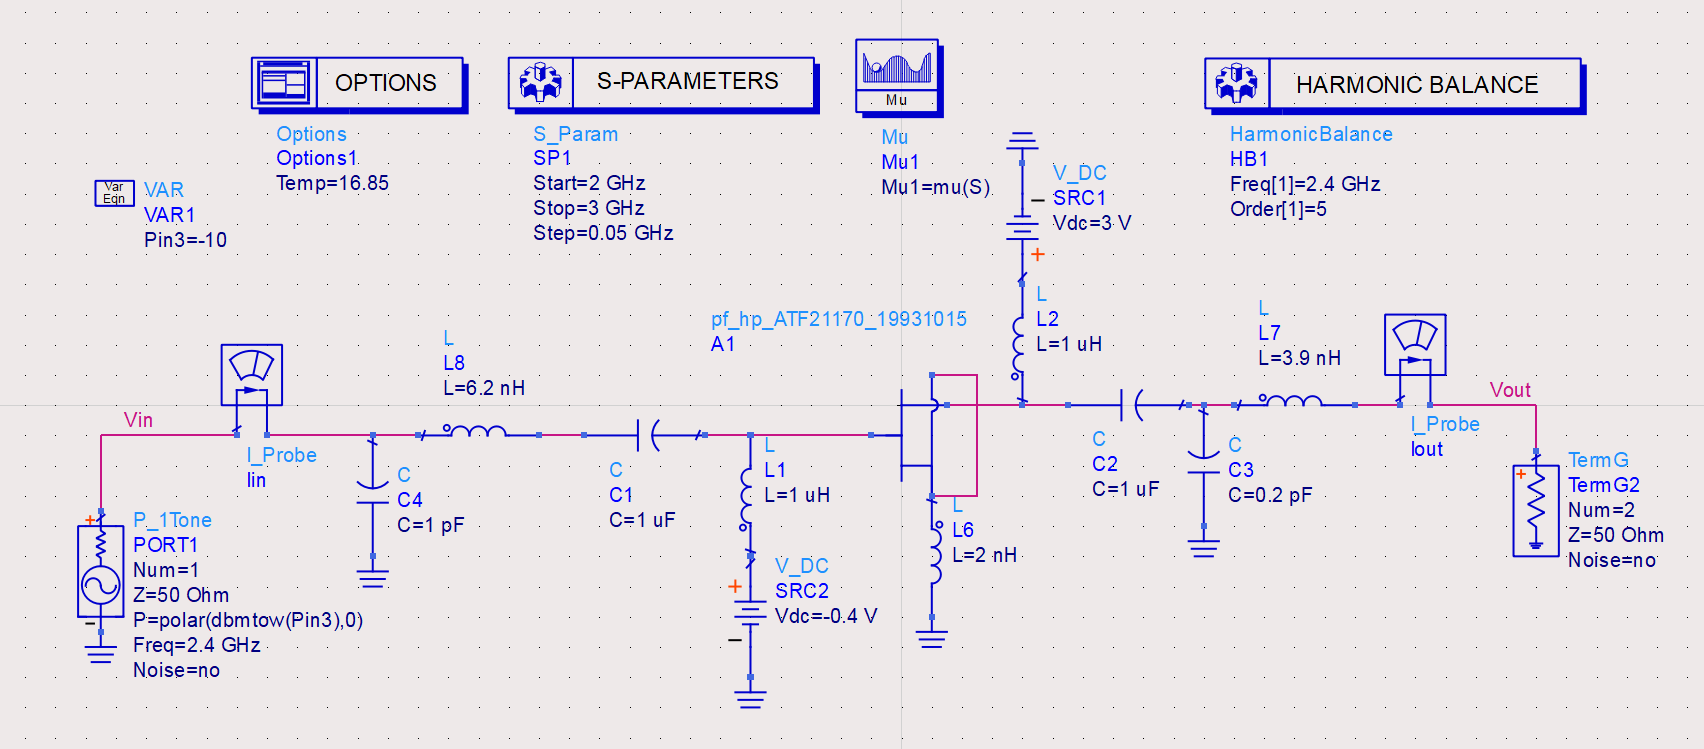 OPTIONS
Options
Options1
Temp=16.85
S-PARAMETERS
S_Param
SP1
Start=2 GHz
Stop=3 GHz
Step=0.05 GHz
Mu
Mu
Mu1
Mu1=mu(S)
HARMONIC BALANCE
HarmonicBalance
HB1
Freq[1]=2.4 GHz
Order[1]=5
Var
Eqn
VAR
VAR1
Pin3=-10
V_DC
SRC1
Vdc=3 V
L
L2
L=1 uH
pf_hp_ATF21170_19931015
A1
L
L8
L=6.2 nH
L
L7
L=3.9 nH
Vin
Vout
I_Probe
Iin
I_Probe
Iout
C
C4
C=1 pF
C
C1
C=1 uF
L
L1
L=1 uH
C
C2
C=1 uF
C
C3
C=0.2 pF
L
L6
L=2 nH
P_1Tone
PORT1
Num=1
Z=50 Ohm
P=polar(dbmtow(Pin3),0)
Freq=2.4 GHz
Noise=no
V_DC
SRC2
Vdc=-0.4 V
TermG
TermG2
Num=2
Z=50 Ohm
Noise=no